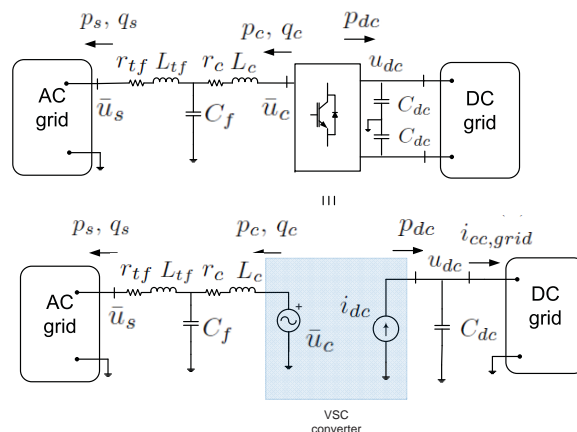 p_s, q_s
p_c, q_c
p_dc
r_tf L_tf r_c L_c
u_dc
AC
grid
ū_s
C_f
ū_c
C_dc
C_dc
DC
grid
≡
p_s, q_s
p_c, q_c
p_dc
i_cc,grid
r_tf L_tf r_c L_c
u_dc
AC
grid
ū_s
C_f
+
ū_c
i_dc
C_dc
DC
grid
VSC
converter